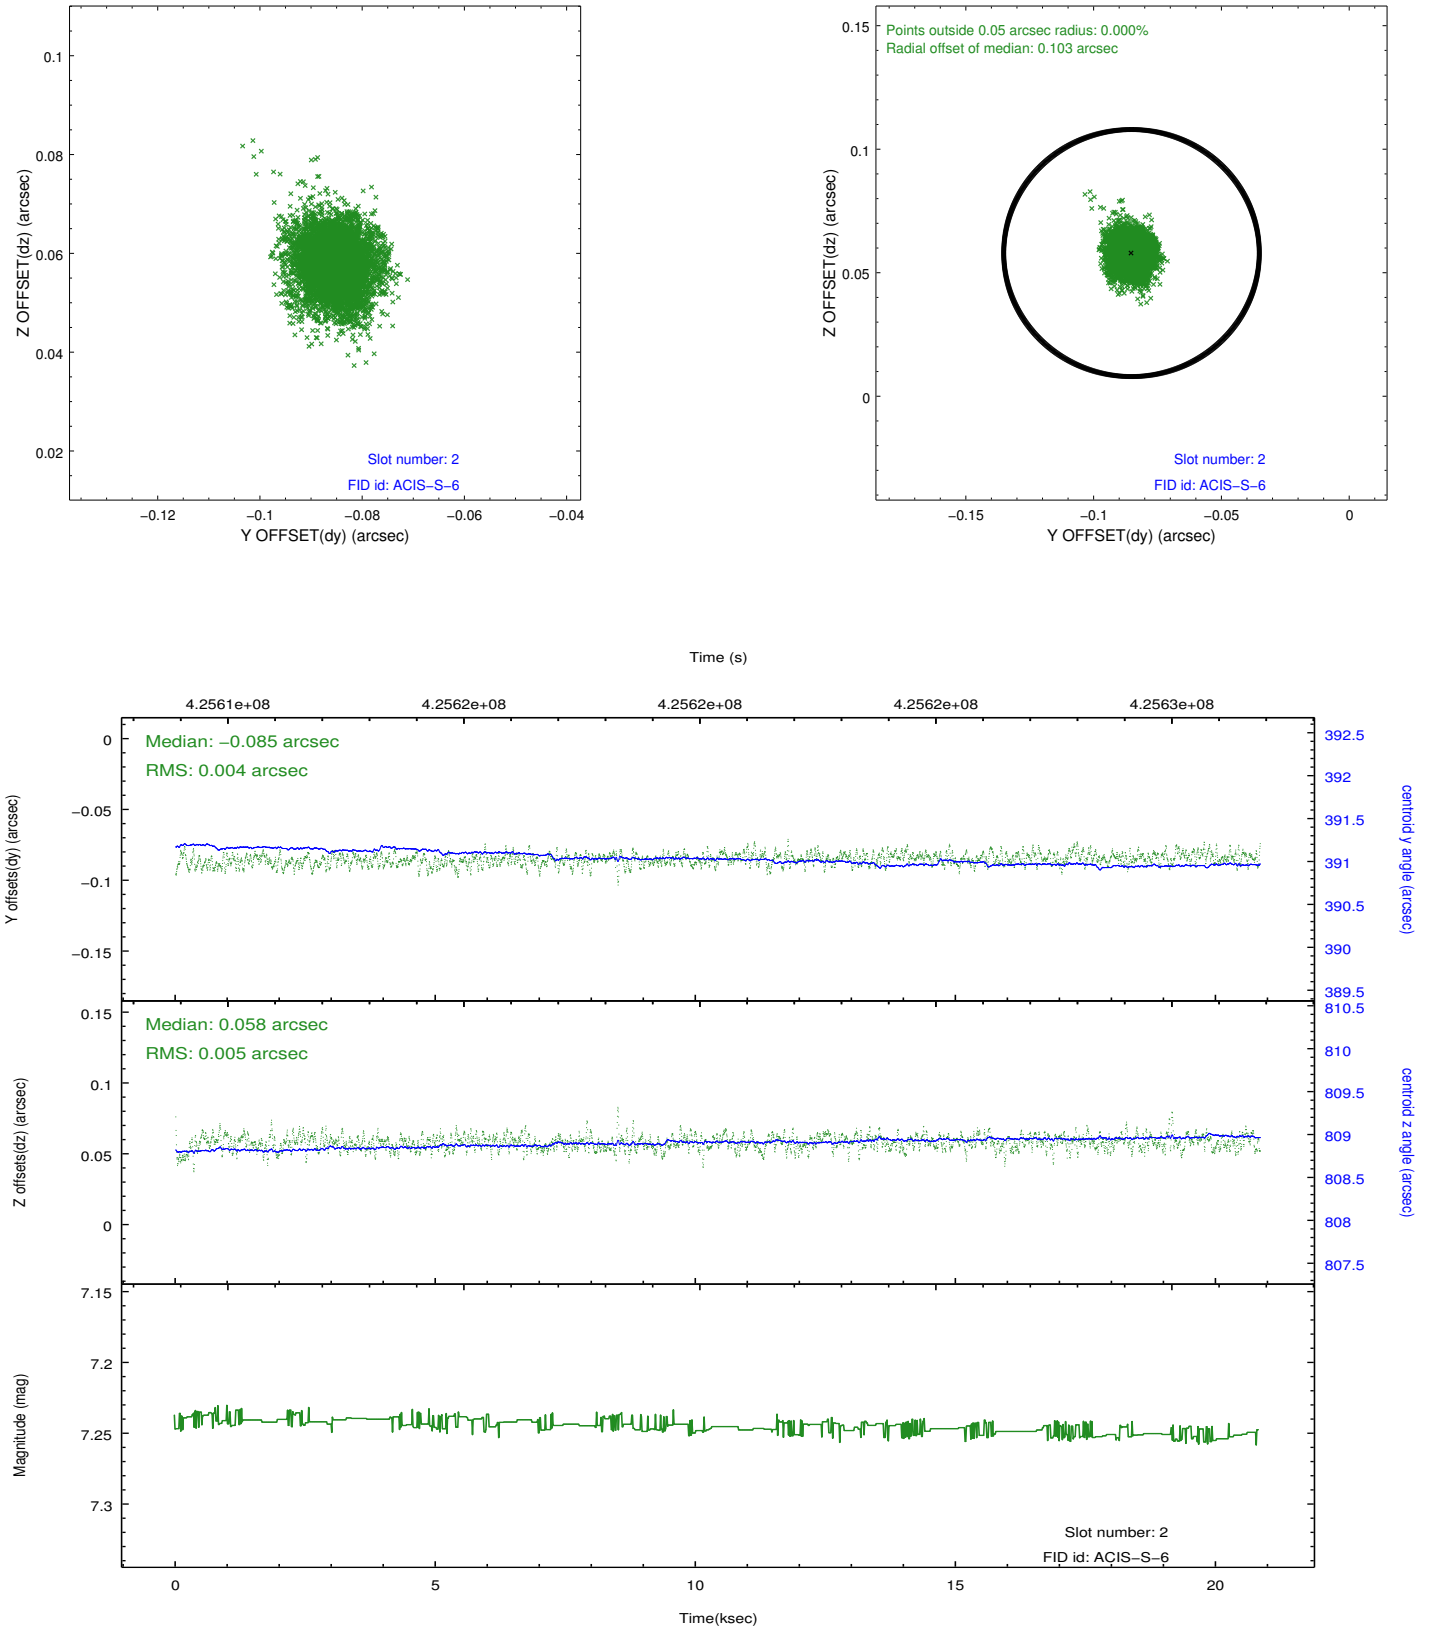 0.1
0.08
0.06
0.04
0.02
Z OFFSET(dz) (arcsec)
−0.12
−0.1
−0.08
−0.06
−0.04
Y OFFSET(dy) (arcsec)
Slot number: 2
FID id: ACIS−S−6
Points outside 0.05 arcsec radius: 0.000%
Radial offset of median: 0.103 arcsec
0.15
0.1
0.05
0
Z OFFSET(dz) (arcsec)
Slot number: 2
FID id: ACIS−S−6
−0.15
−0.1
−0.05
0
Y OFFSET(dy) (arcsec)
Time (s)
4.2561e+08
4.2562e+08
4.2562e+08
4.2562e+08
4.2563e+08
Median: −0.085 arcsec
RMS: 0.004 arcsec
0
−0.05
−0.1
−0.15
Y offsets(dy) (arcsec)
392.5
392
391.5
391
390.5
390
389.5
centroid y angle (arcsec)
Median: 0.058 arcsec
RMS: 0.005 arcsec
0.15
0.1
0.05
0
Z offsets(dz) (arcsec)
810.5
810
809.5
809
808.5
808
807.5
centroid z angle (arcsec)
7.15
7.2
7.25
7.3
Magnitude (mag)
Slot number: 2
FID id: ACIS−S−6
0
5
10
15
20
Time(ksec)